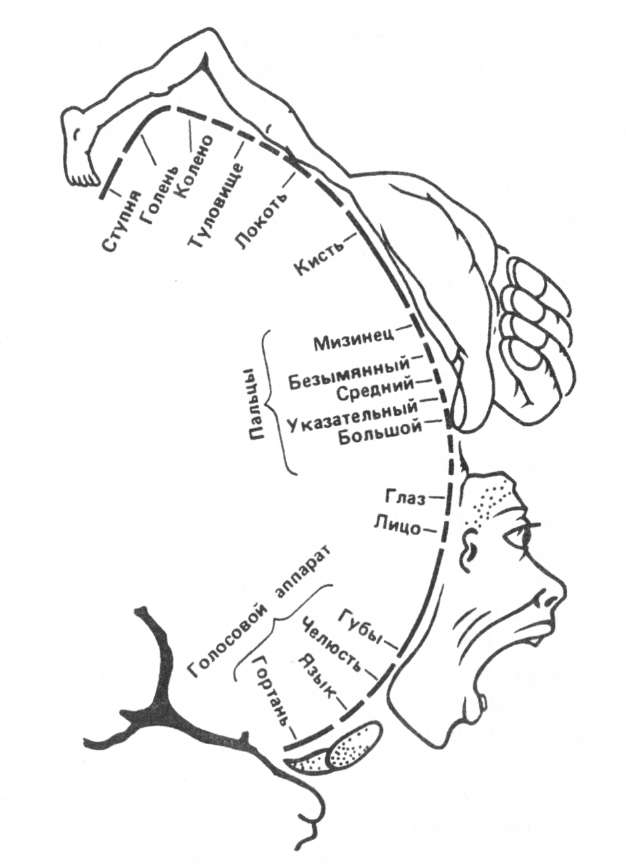 Ступня
Голень
Колено
Туловище
Локоть
Кисть
Пальцы
Мизинец
Безымянный
Средний
Указательный
Большой
Глаз
Лицо
Голосовой аппарат
Губы
Челюсть
Язык
Гортань